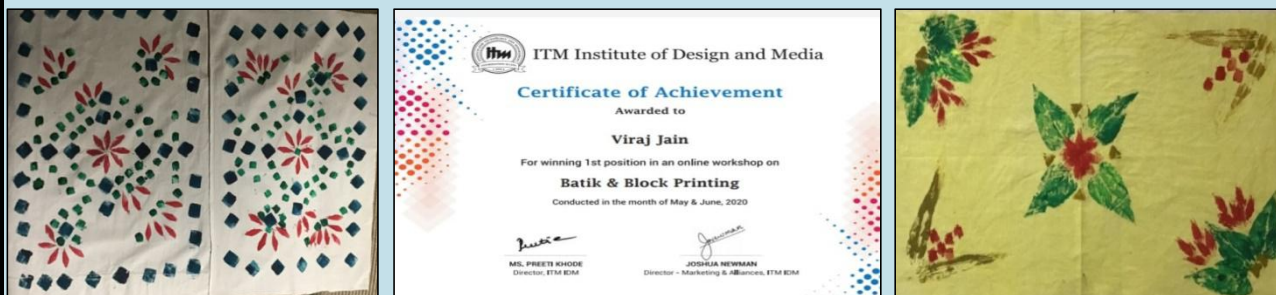 itm
ITM Institute of Design and Media
Certificate of Achievement
Awarded to
Viraj Jain
For winning 1st position in an online workshop on
Batik & Block Printing
Conducted in the month of May & June, 2020
MS. PREETI KHODE
Director, ITM IDM
JOSHUA NEWMAN
Director - Marketing & Alliances, ITM IDM